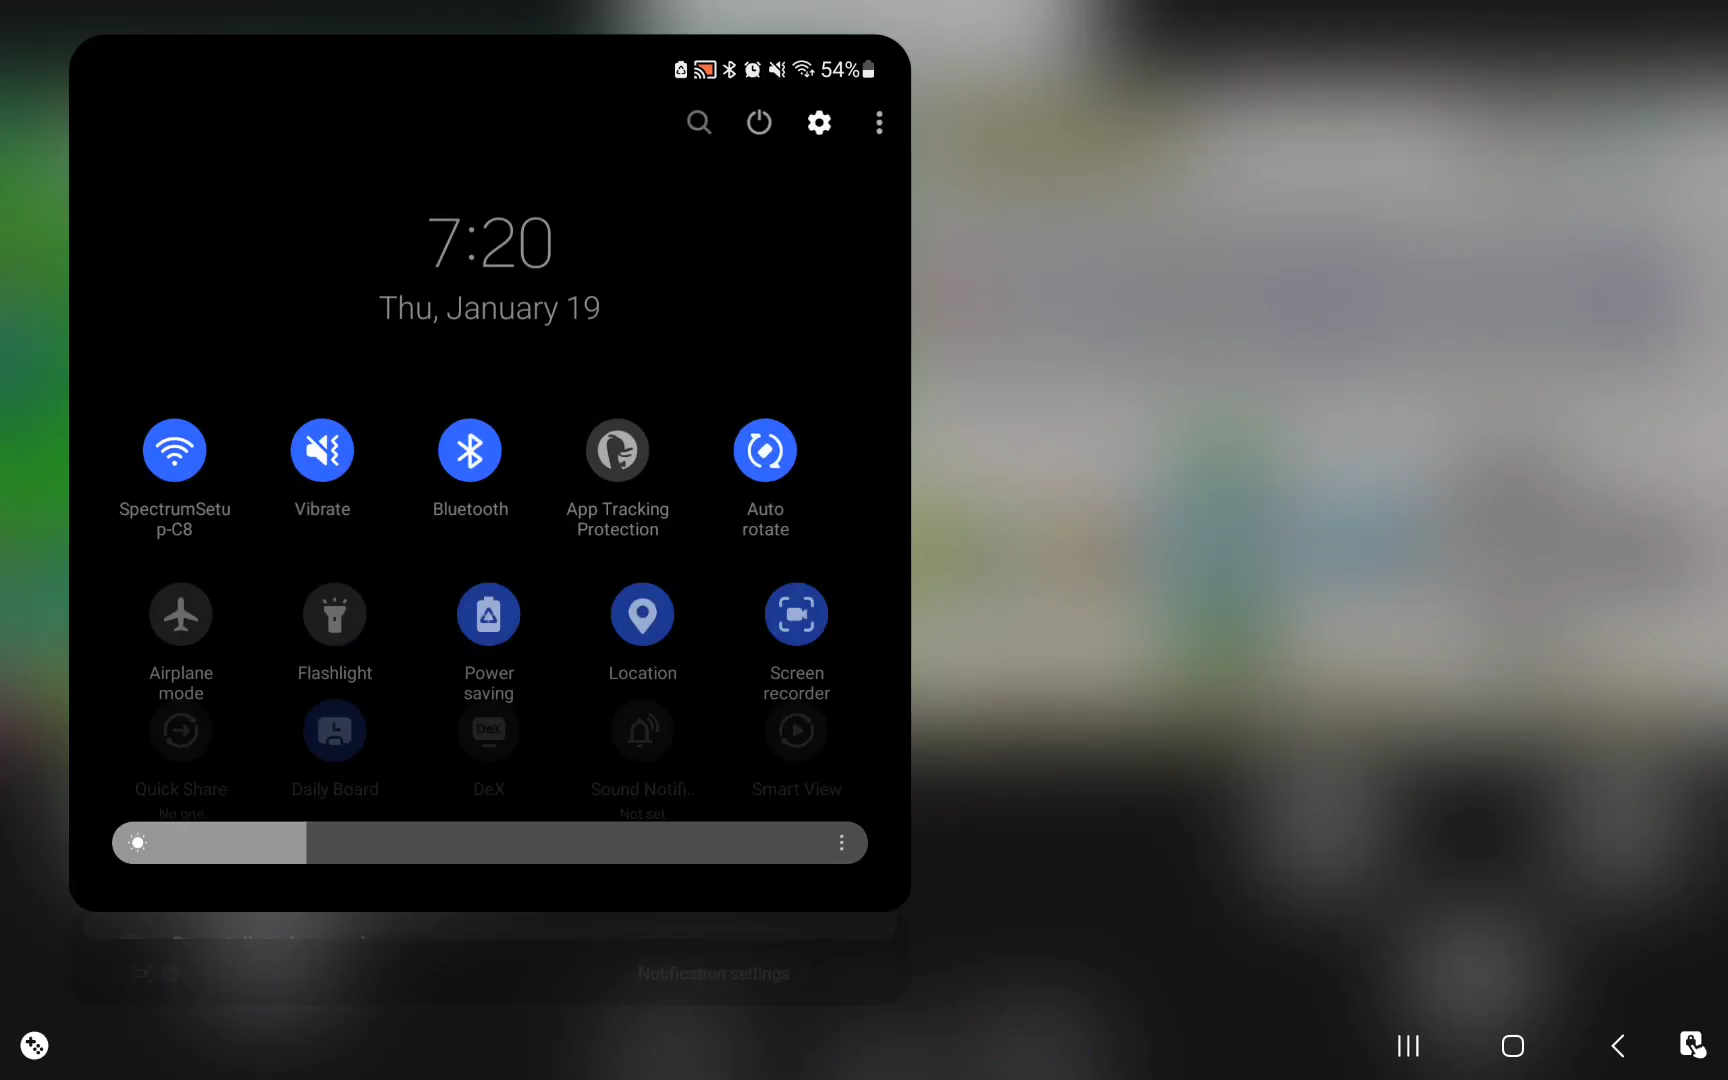 54%
7:20
Thu, January 19
SpectrumSetu
p-C8
Vibrate
Bluetooth
App Tracking
Protection
Auto
rotate
Airplane
mode
Flashlight
Power
saving
Location
Screen
recorder
DeX
Quick Share
No one
Daily Board
DeX
Sound Notifi..
Not set
Smart View
Notification settings